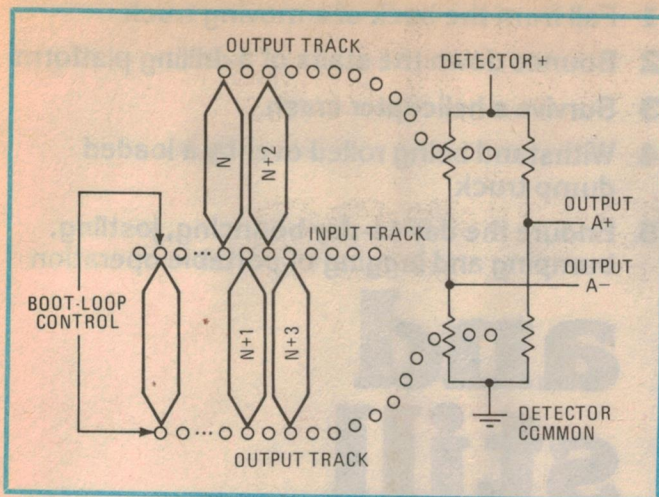 OUTPUT TRACK
DETECTOR+
N
N+2
OUTPUT
A+
INPUT TRACK
OUTPUT
A−
BOOT-LOOP
CONTROL
N+1
N+3
DETECTOR
COMMON
OUTPUT TRACK